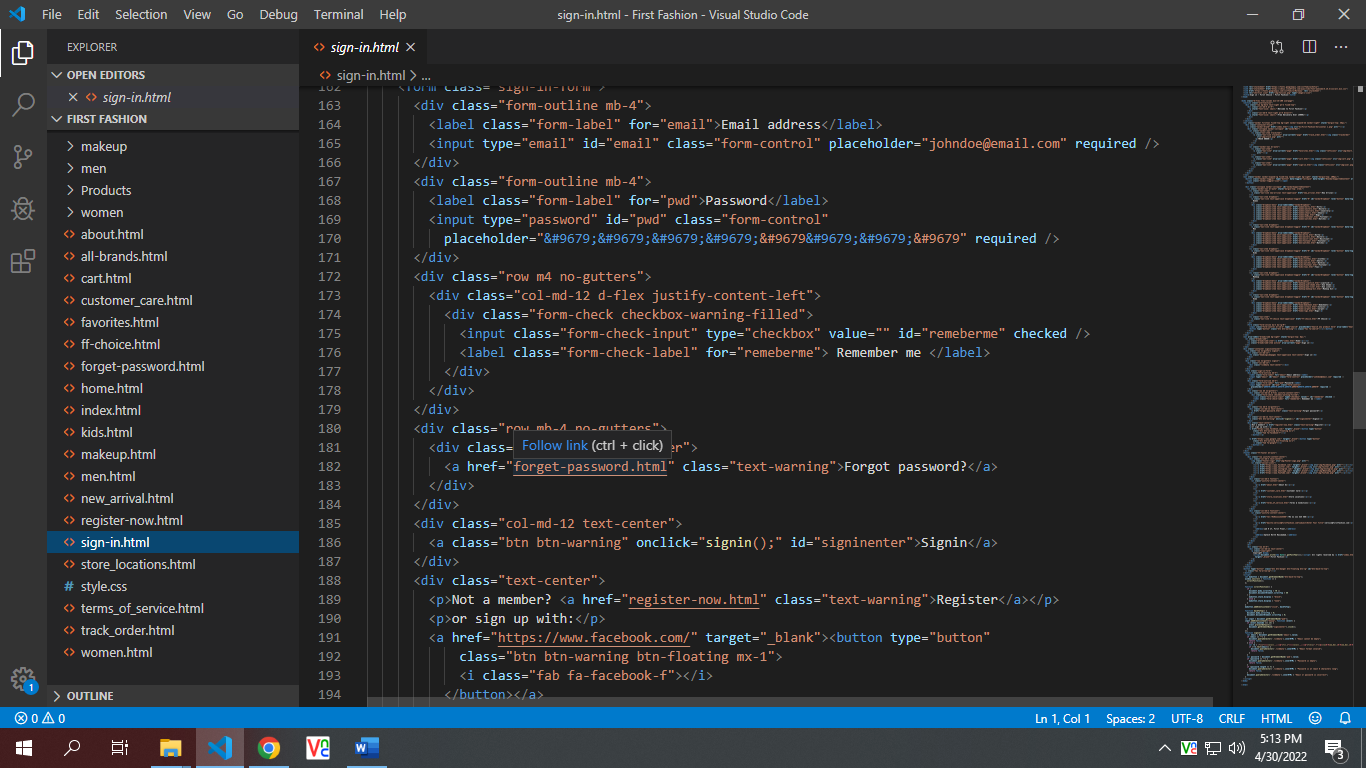 File Edit Selection View Go Debug Terminal Help
sign-in.html - First Fashion - Visual Studio Code
EXPLORER
OPEN EDITORS
sign-in.html
FIRST FASHION
makeup
men
Products
women
about.html
all-brands.html
cart.html
customer_care.html
favorites.html
ff-choice.html
forget-password.html
home.html
index.html
kids.html
makeup.html
men.html
new_arrival.html
register-now.html
sign-in.html
store_locations.html
style.css
terms_of_service.html
track_order.html
women.html
OUTLINE
1
sign-in.html
sign-in.html > ...
162 <form class="sign-in-form">
163 <div class="form-outline mb-4">
164 <label class="form-label" for="email">Email address</label>
165 <input type="email" id="email" class="form-control" placeholder="johndoe@email.com" required />
166 </div>
167 <div class="form-outline mb-4">
168 <label class="form-label" for="pwd">Password</label>
169 <input type="password" id="pwd" class="form-control"
170 placeholder="&#9679;&#9679;&#9679;&#9679;&#9679&#9679;&#9679;&#9679" required />
171 </div>
172 <div class="row m4 no-gutters">
173 <div class="col-md-12 d-flex justify-content-left">
174 <div class="form-check checkbox-warning-filled">
175 <input class="form-check-input" type="checkbox" value="" id="remeberme" checked />
176 <label class="form-check-label" for="remeberme"> Remember me </label>
177 </div>
178 </div>
179 </div>
180 <div class="row mb-4 no-gutters">
Follow link (ctrl + click)
181 <div clas er">
182 <a href="forget-password.html" class="text-warning">Forgot password?</a>
183 </div>
184 </div>
185 <div class="col-md-12 text-center">
186 <a class="btn btn-warning" onclick="signin();" id="signinenter">Signin</a>
187 </div>
188 <div class="text-center">
189 <p>Not a member? <a href="register-now.html" class="text-warning">Register</a></p>
190 <p>or sign up with:</p>
191 <a href="https://www.facebook.com/" target="_blank"><button type="button"
192 class="btn btn-warning btn-floating mx-1">
193 <i class="fab fa-facebook-f"></i>
194 </button></a>
0 0
Ln 1, Col 1 Spaces: 2 UTF-8 CRLF HTML
5:13 PM
4/30/2022
3